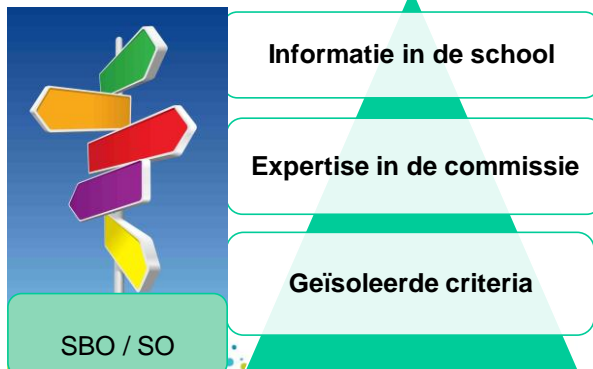 Informatie in de school
Expertise in de commissie
Geïsoleerde criteria
SBO / SO